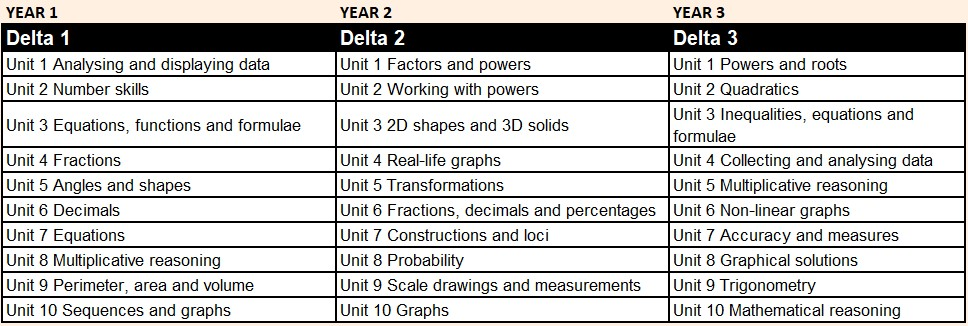 YEAR 1 YEAR 2 YEAR 3
Delta 1 Delta 2 Delta 3
Unit 1 Analysing and displaying data Unit 1 Factors and powers Unit 1 Powers and roots
Unit 2 Number skills Unit 2 Working with powers Unit 2 Quadratics
Unit 3 Equations, functions and formulae Unit 3 2D shapes and 3D solids Unit 3 Inequalities, equations and
formulae
Unit 4 Fractions Unit 4 Real-life graphs Unit 4 Collecting and analysing data
Unit 5 Angles and shapes Unit 5 Transformations Unit 5 Multiplicative reasoning
Unit 6 Decimals Unit 6 Fractions, decimals and percentages Unit 6 Non-linear graphs
Unit 7 Equations Unit 7 Constructions and loci Unit 7 Accuracy and measures
Unit 8 Multiplicative reasoning Unit 8 Probability Unit 8 Graphical solutions
Unit 9 Perimeter, area and volume Unit 9 Scale drawings and measurements Unit 9 Trigonometry
Unit 10 Sequences and graphs Unit 10 Graphs Unit 10 Mathematical reasoning